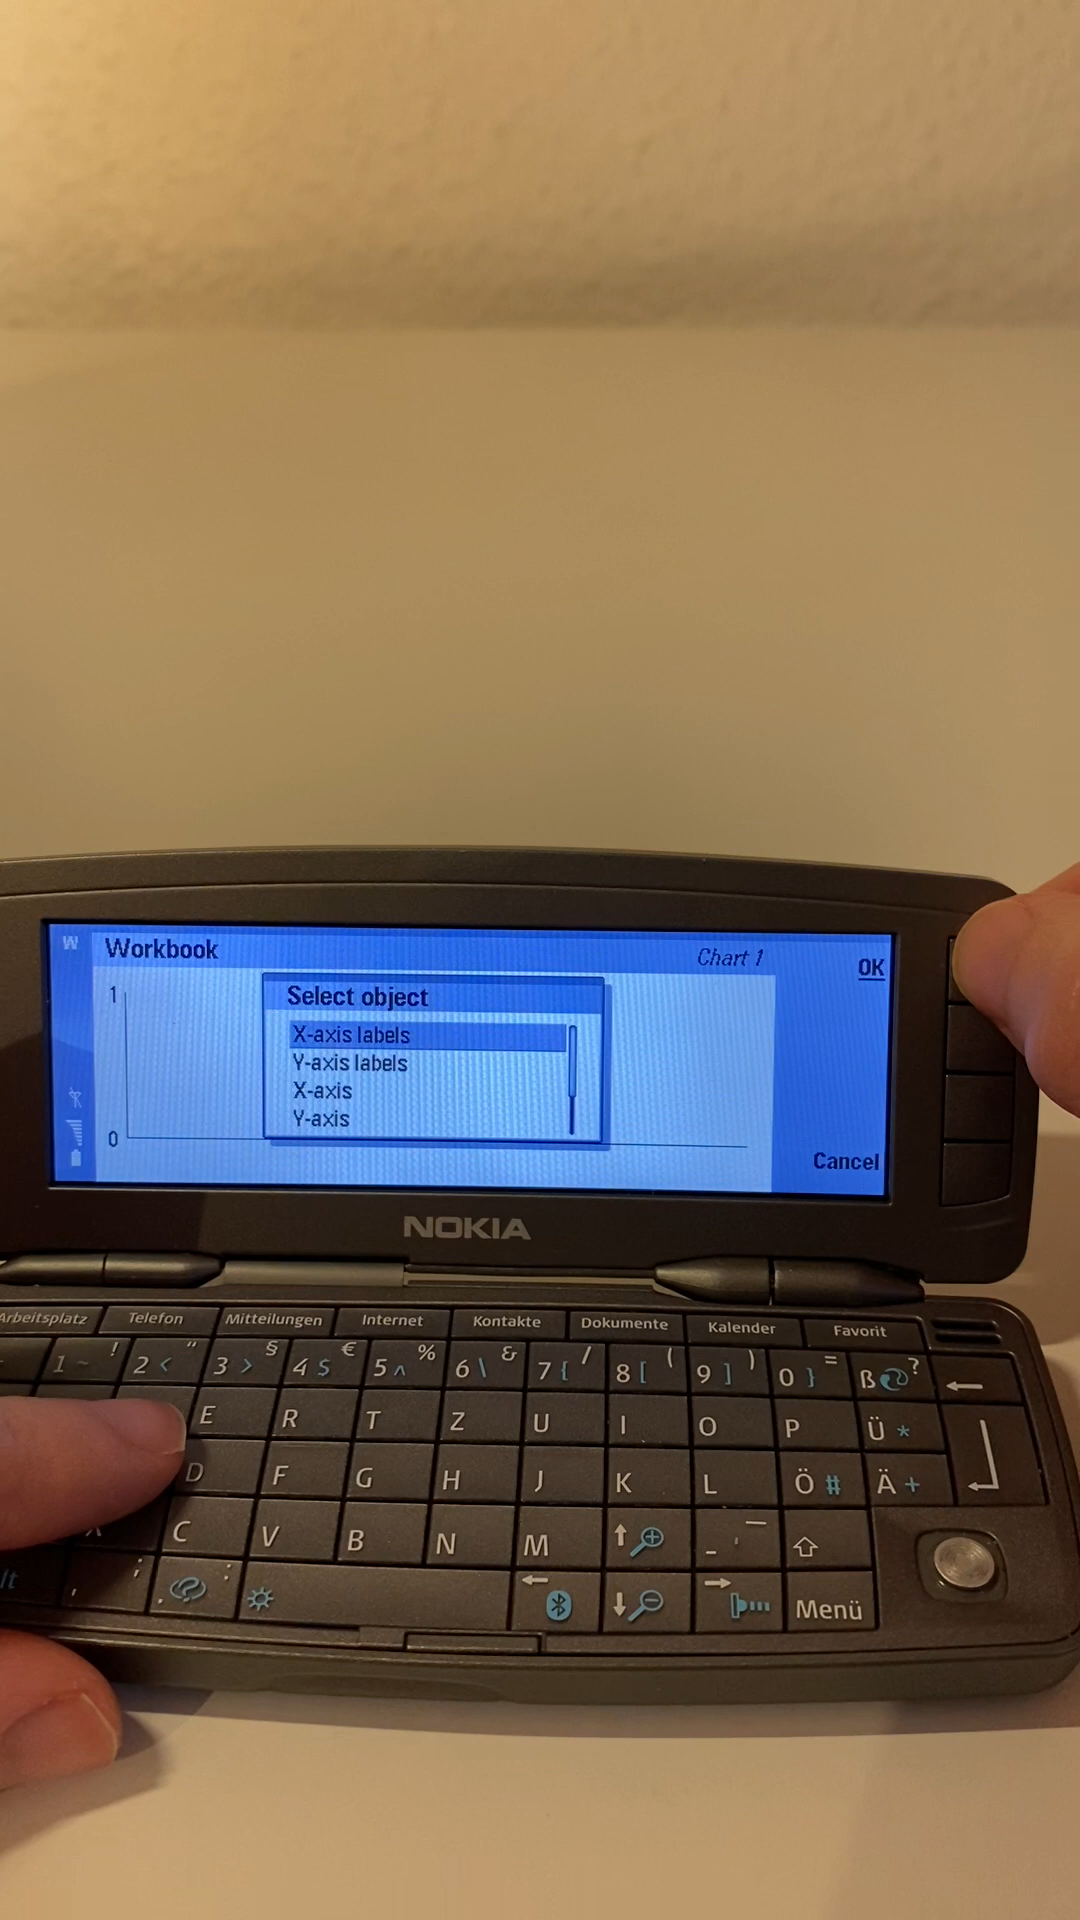 W
Workbook
Chart 1
OK
1
Select object
X-axis labels
Y-axis labels
X-axis
Y-axis
0
Cancel
NOKIA
Arbeitsplatz Telefon Mitteilungen Internet Kontakte Dokumente Kalender Favorit
1 ~ ! 2 < " 3 > § 4 $ € 5 ^ % 6 \ & 7 { / 8 [ ( 9 ] ) 0 } = ß ? ←
E R T Z U I O P Ü *
D F G H J K L Ö # Ä +
X C V B N M ↑ - ' _ ⇧
lt , ; . : ← ↓ → Menü